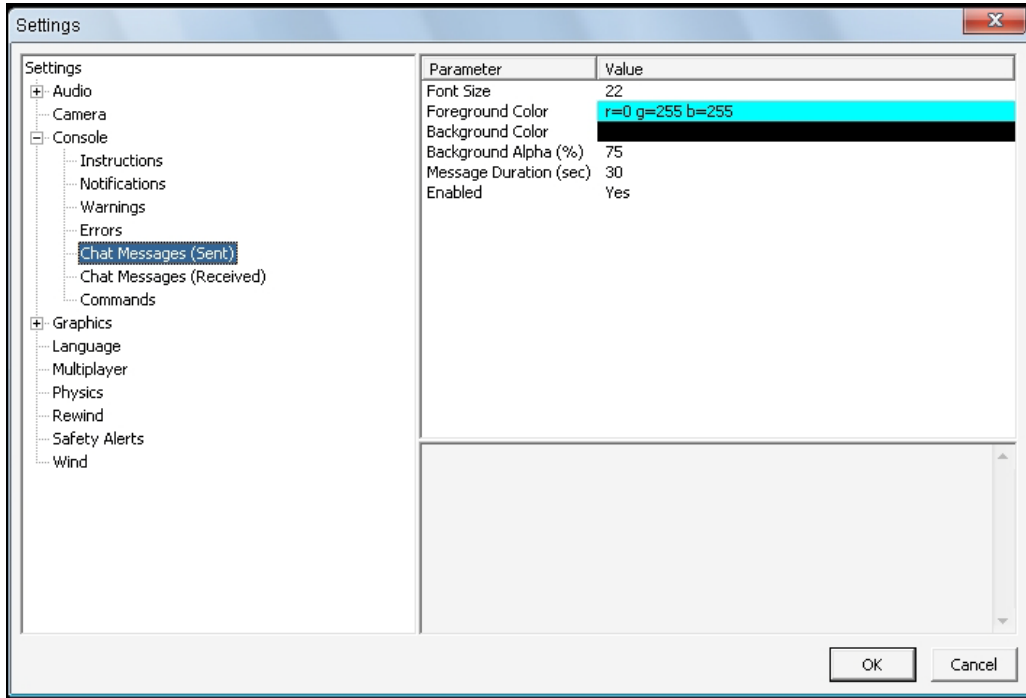 Settings
Settings
Audio
Camera
Console
Instructions
Notifications
Warnings
Errors
Chat Messages (Sent)
Chat Messages (Received)
Commands
Graphics
Language
Multiplayer
Physics
Rewind
Safety Alerts
Wind
Parameter Value
Font Size 22
Foreground Color r=0 g=255 b=255
Background Color
Background Alpha (%) 75
Message Duration (sec) 30
Enabled Yes
OK Cancel